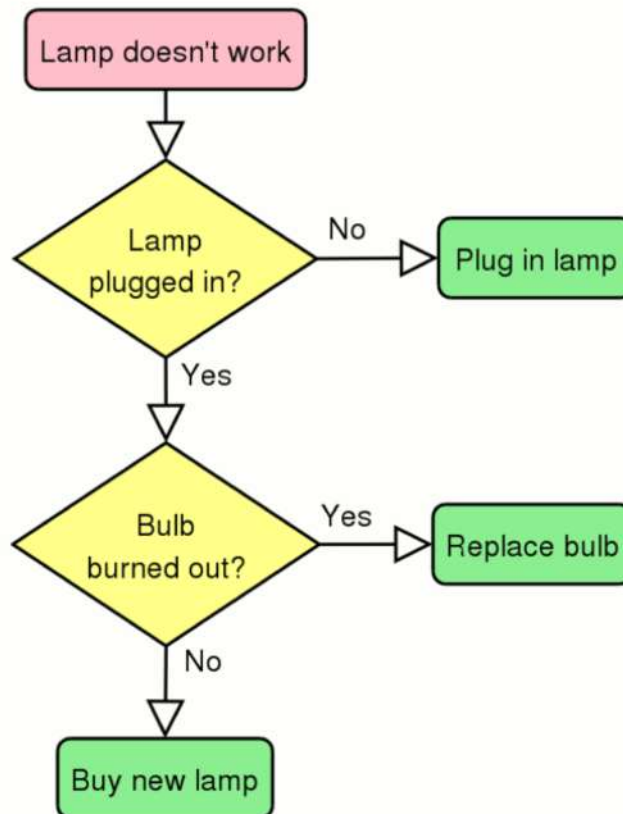 Lamp doesn't work
Lamp
plugged in?
No
Plug in lamp
Yes
Bulb
burned out?
Yes
Replace bulb
No
Buy new lamp